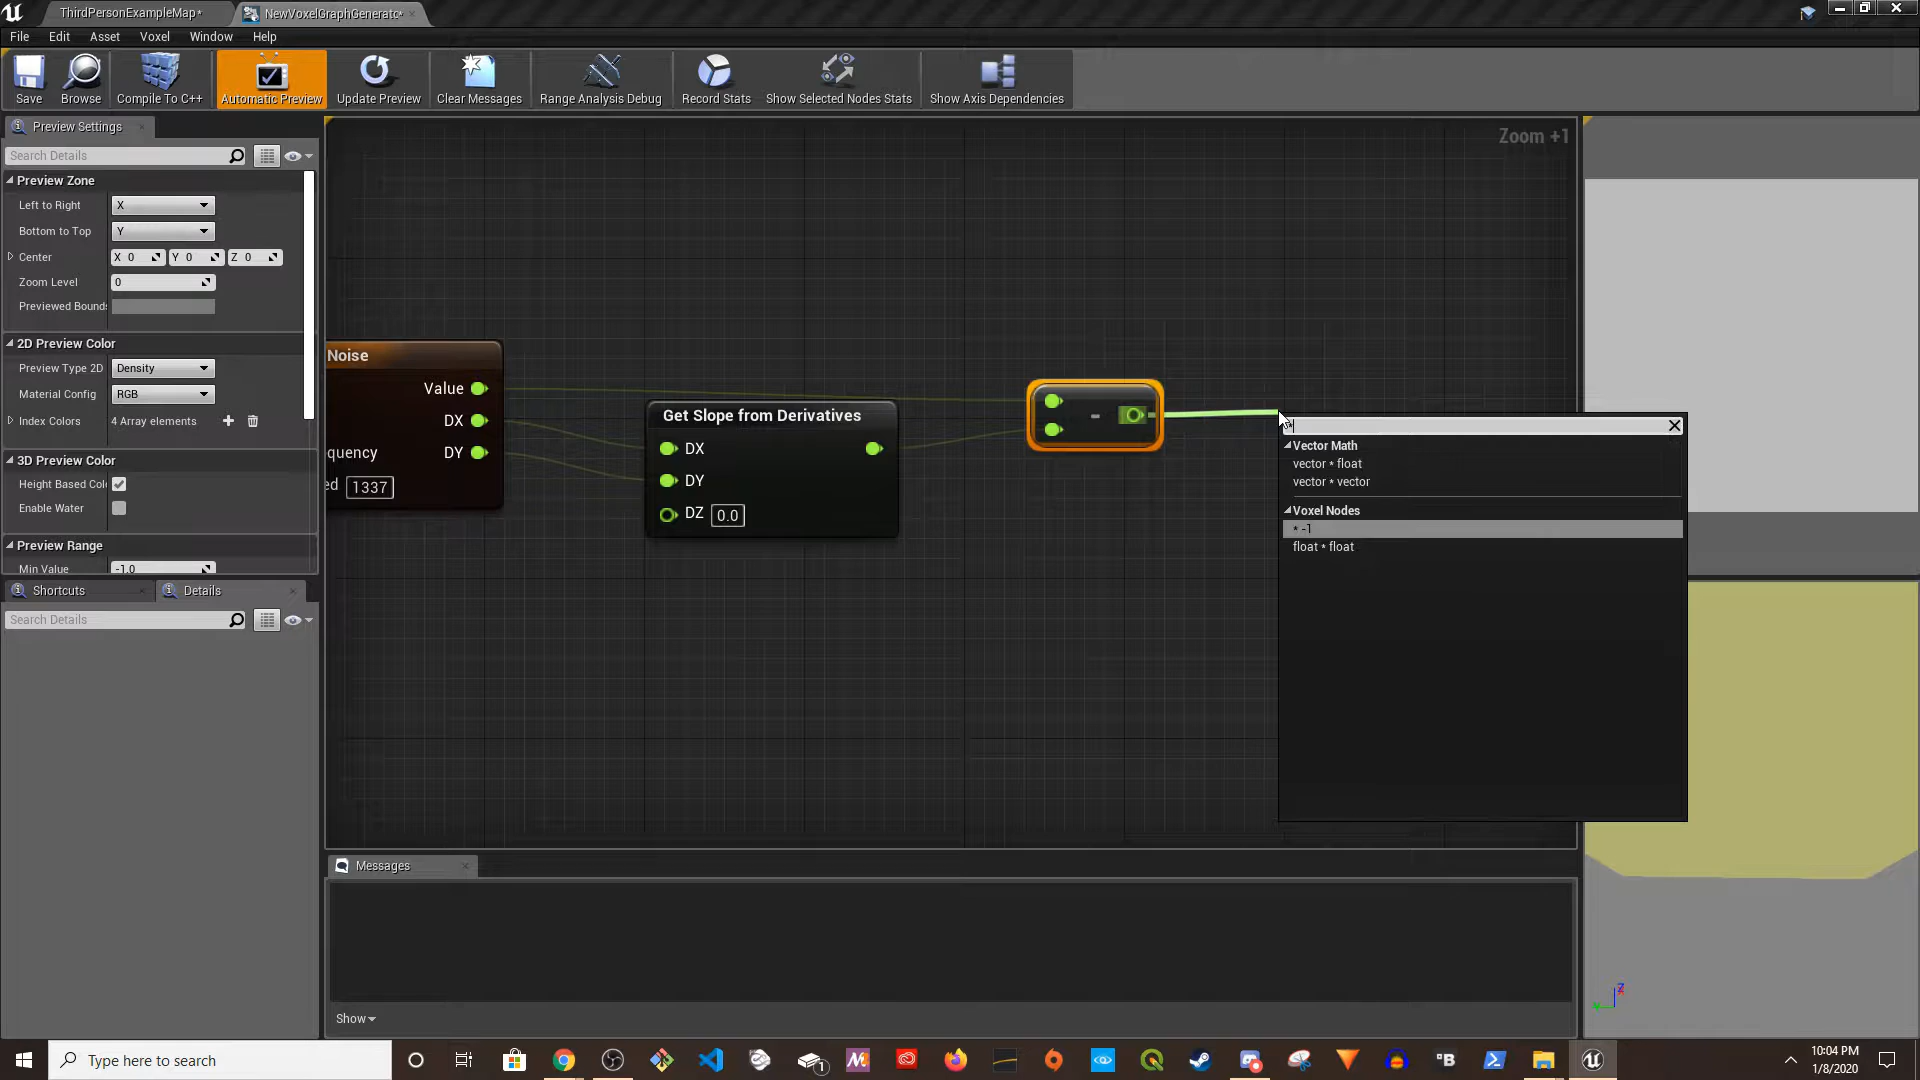 ThirdPersonExampleMap*
NewVoxelGraphGenerato*
File Edit Asset Voxel Window Help
Save
Browse
Compile To C++
Automatic Preview
Update Preview
Clear Messages
Range Analysis Debug
Record Stats
Show Selected Nodes Stats
Show Axis Dependencies
Preview Settings
Search Details
Preview Zone
Left to Right X
Bottom to Top Y
Center X 0 Y 0 Z 0
Zoom Level 0
Previewed Bounds
2D Preview Color
Preview Type 2D Density
Material Config RGB
Index Colors 4 Array elements
3D Preview Color
Height Based Colo
Enable Water
Preview Range
Min Value -1.0
Shortcuts
Details
Search Details
Zoom +1
Noise
Value
DX
quency DY
ed 1337
Get Slope from Derivatives
DX
DY
DZ 0.0
-
*
Vector Math
vector * float
vector * vector
Voxel Nodes
* -1
float * float
Messages
Show
Z
Type here to search
1
B
10:04 PM
1/8/2020